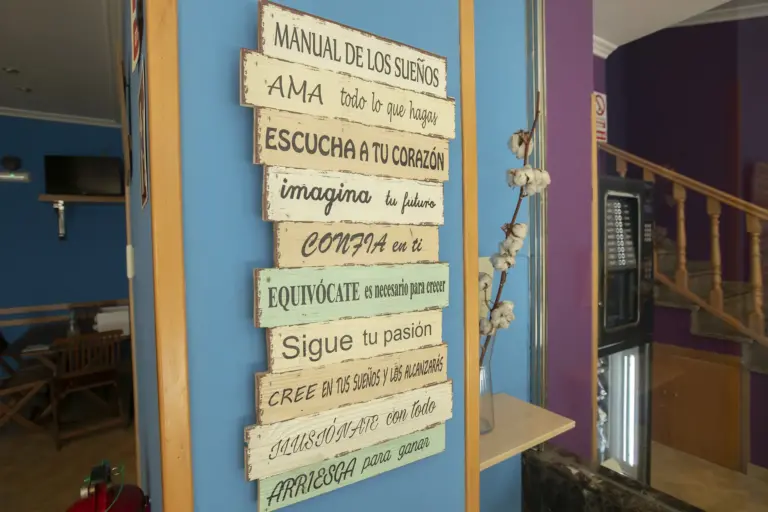 MANUAL DE LOS SUEÑOS
AMA todo lo que hagas
ESCUCHA A TU CORAZÓN
imagina tu futuro
CONFIA en ti
EQUIVÓCATE es necesario para crecer
Sigue tu pasión
CREE EN TUS SUEÑOS Y LOS ALCANZARÁS
ILUSIÓNATE con todo
ARRIESGA para ganar